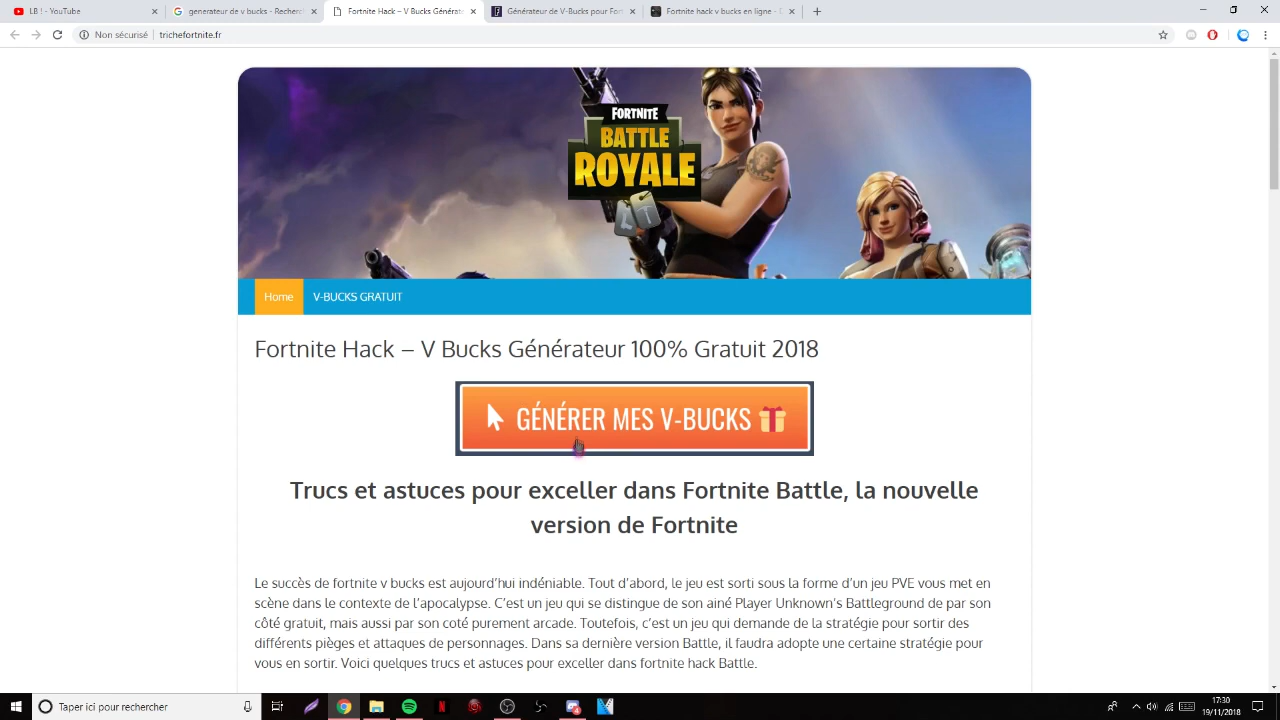 LB ! - YouTube
generateur de v bucks - Recherc
Fortnite Hack – V Bucks Générate
Générateur de V-Bucks pour Fort
Fortnite hack v bucks en ligne - 
Non sécurisé
trichefortnite.fr
FORTNITE
BATTLE
ROYALE
Home
V-BUCKS GRATUIT
Fortnite Hack – V Bucks Générateur 100% Gratuit 2018
GÉNÉRER MES V-BUCKS
Trucs et astuces pour exceller dans Fortnite Battle, la nouvelle
version de Fortnite
Le succès de fortnite v bucks est aujourd’hui indéniable. Tout d’abord, le jeu est sorti sous la forme d’un jeu PVE vous met en
scène dans le contexte de l’apocalypse. C’est un jeu qui se distingue de son ainé Player Unknown’s Battleground de par son
côté gratuit, mais aussi par son coté purement arcade. Toutefois, c’est un jeu qui demande de la stratégie pour sortir des
différents pièges et attaques de personnages. Dans sa dernière version Battle, il faudra adopte une certaine stratégie pour
vous en sortir. Voici quelques trucs et astuces pour exceller dans fortnite hack Battle.
Taper ici pour rechercher
17:30
19/11/2018